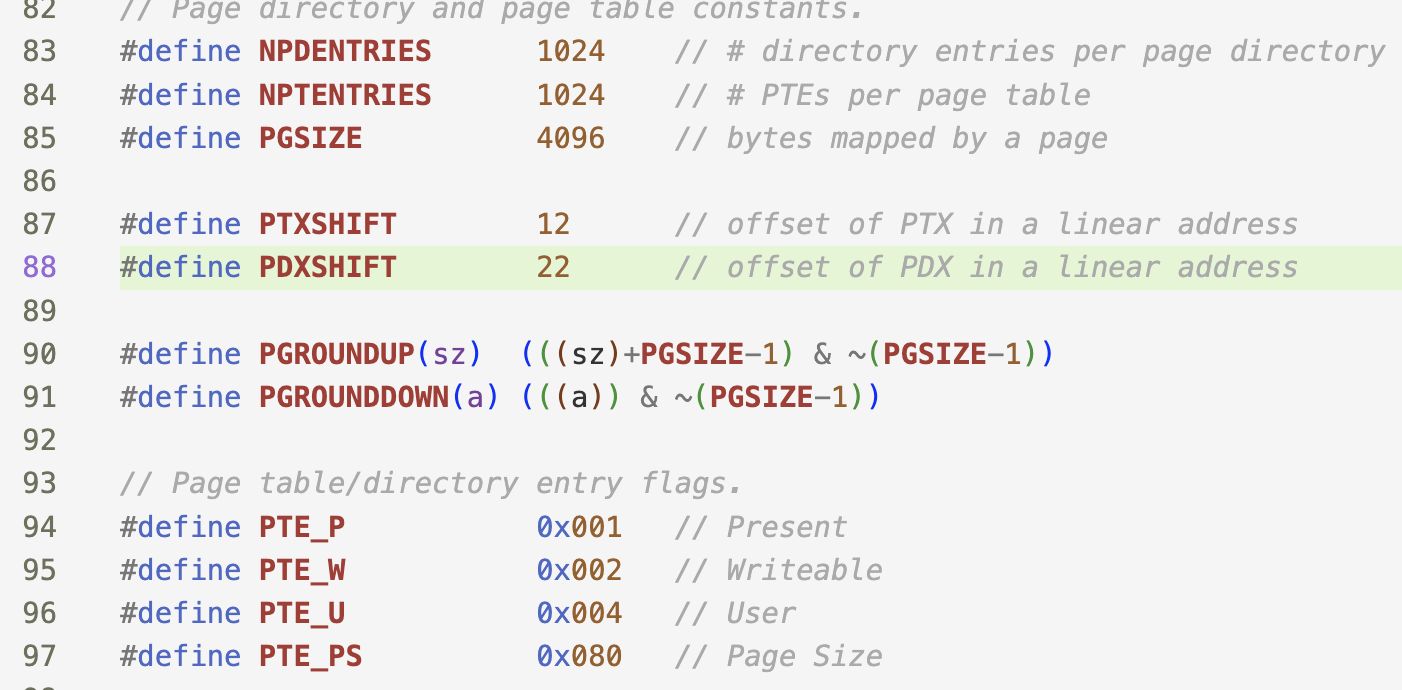 82 // Page directory and page table constants.
83 #define NPDENTRIES 1024 // # directory entries per page directory
84 #define NPTENTRIES 1024 // # PTEs per page table
85 #define PGSIZE 4096 // bytes mapped by a page
86
87 #define PTXSHIFT 12 // offset of PTX in a linear address
88 #define PDXSHIFT 22 // offset of PDX in a linear address
89
90 #define PGROUNDUP(sz) (((sz)+PGSIZE-1) & ~(PGSIZE-1))
91 #define PGROUNDDOWN(a) (((a)) & ~(PGSIZE-1))
92
93 // Page table/directory entry flags.
94 #define PTE_P 0x001 // Present
95 #define PTE_W 0x002 // Writeable
96 #define PTE_U 0x004 // User
97 #define PTE_PS 0x080 // Page Size